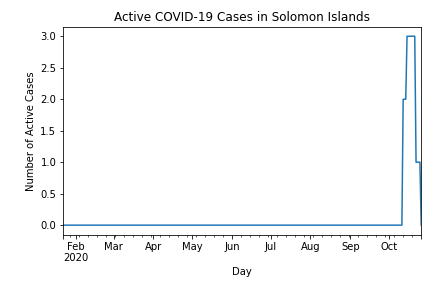 Active COVID-19 Cases in Solomon Islands
Number of Active Cases
3.0
2.5
2.0
1.5
1.0
0.5
0.0
Feb Mar Apr May Jun Jul Aug Sep Oct
2020
Day